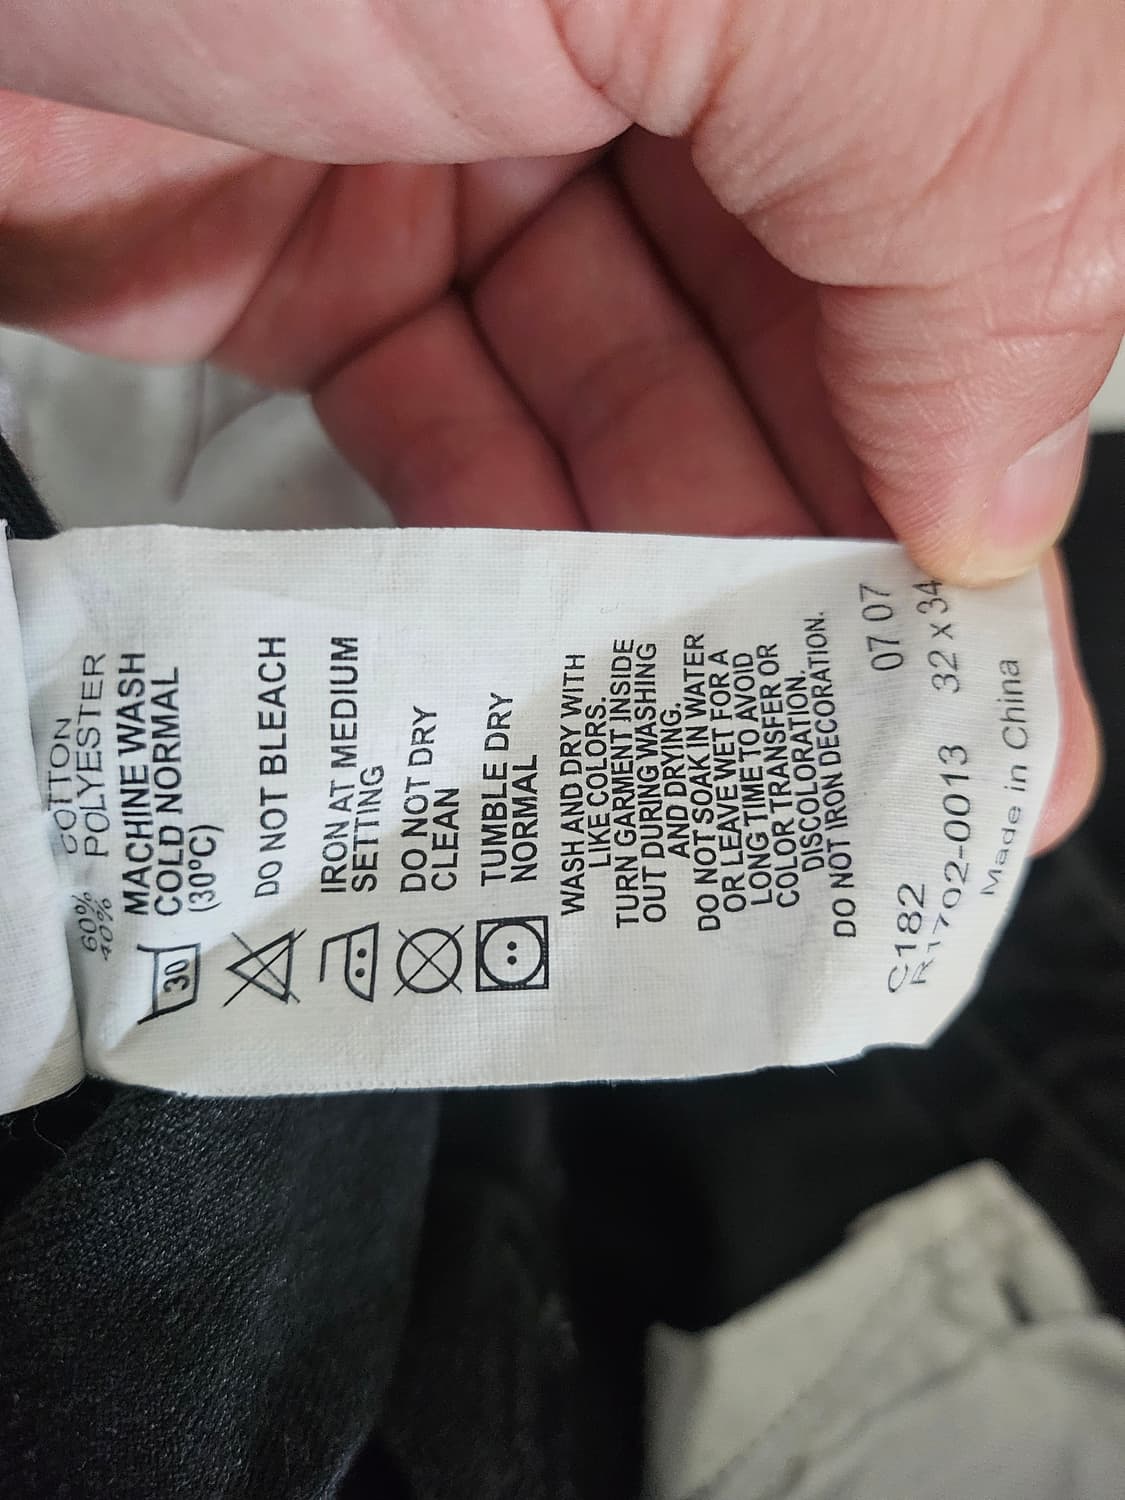 60% COTTON
40% POLYESTER
30
MACHINE WASH
COLD NORMAL
(30°C)
DO NOT BLEACH
IRON AT MEDIUM
SETTING
DO NOT DRY
CLEAN
TUMBLE DRY
NORMAL
WASH AND DRY WITH
LIKE COLORS.
TURN GARMENT INSIDE
OUT DURING WASHING
AND DRYING.
DO NOT SOAK IN WATER
OR LEAVE WET FOR A
LONG TIME TO AVOID
COLOR TRANSFER OR
DISCOLORATION.
DO NOT IRON DECORATION.
C182 07 07
R1702-0013 32 x 34
Made in China